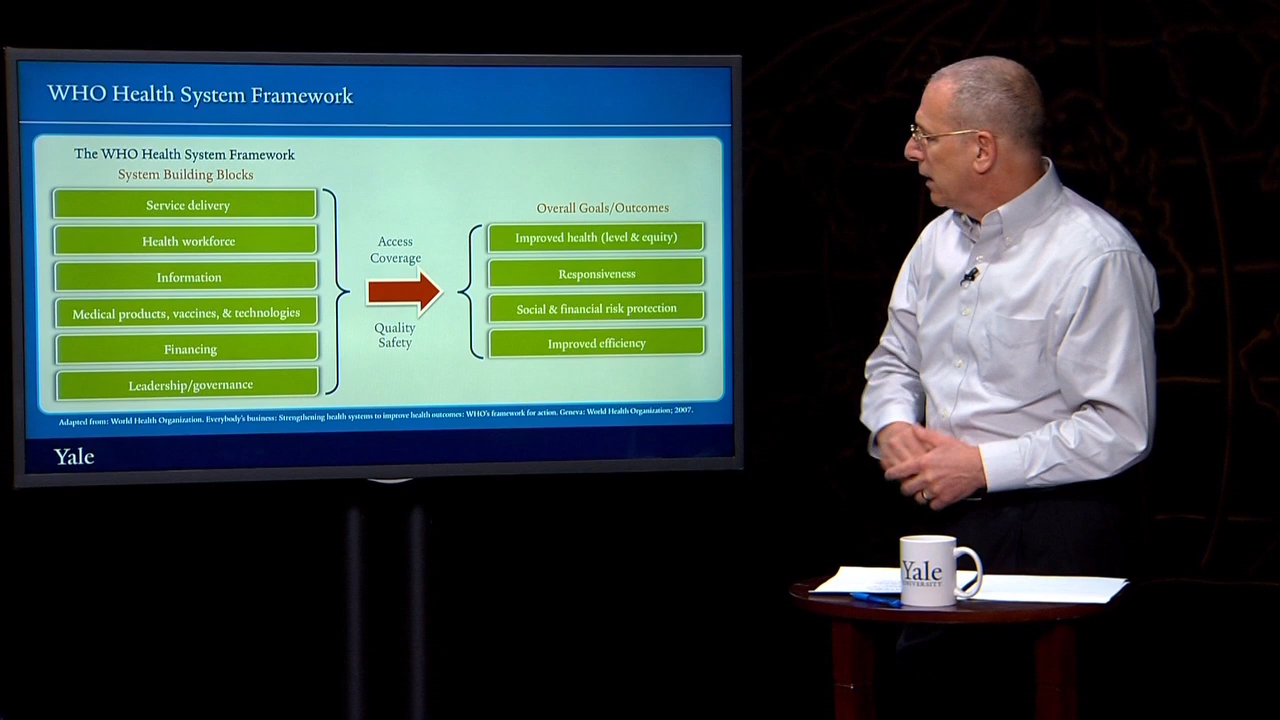 WHO Health System Framework
The WHO Health System Framework
System Building Blocks
Service delivery
Health workforce
Information
Medical products, vaccines, & technologies
Financing
Leadership/governance
Access
Coverage
Quality
Safety
Overall Goals/Outcomes
Improved health (level & equity)
Responsiveness
Social & financial risk protection
Improved efficiency
Adapted from: World Health Organization. Everybody's business: Strengthening health systems to improve health outcomes: WHO's framework for action. Geneva: World Health Organization; 2007.
Yale
Yale
UNIVERSITY